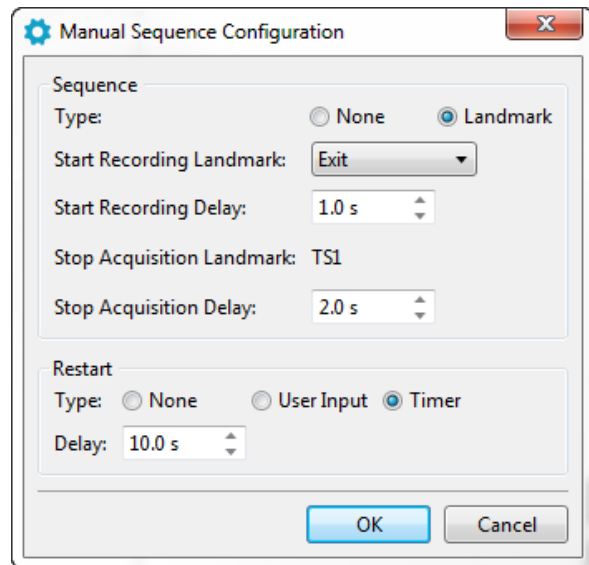 Manual Sequence Configuration
Sequence
Type: None Landmark
Start Recording Landmark: Exit
Start Recording Delay: 1.0 s
Stop Acquisition Landmark: TS1
Stop Acquisition Delay: 2.0 s
Restart
Type: None User Input Timer
Delay: 10.0 s
OK Cancel